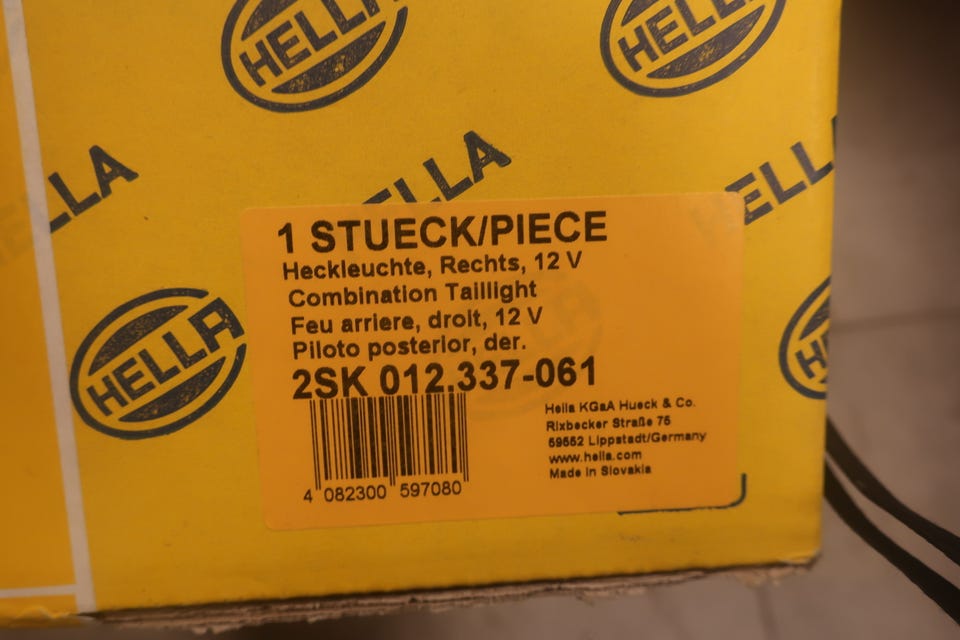 HELLA
HELLA
HELLA
HELLA
HELLA
HELLA
1 STUECK/PIECE
Heckleuchte, Rechts, 12 V
Combination Taillight
Feu arriere, droit, 12 V
Piloto posterior, der.
2SK 012.337-061
4 082300 597080
Hella KGaA Hueck & Co.
Rixbecker Straße 75
59552 Lippstadt/Germany
www.hella.com
Made in Slovakia